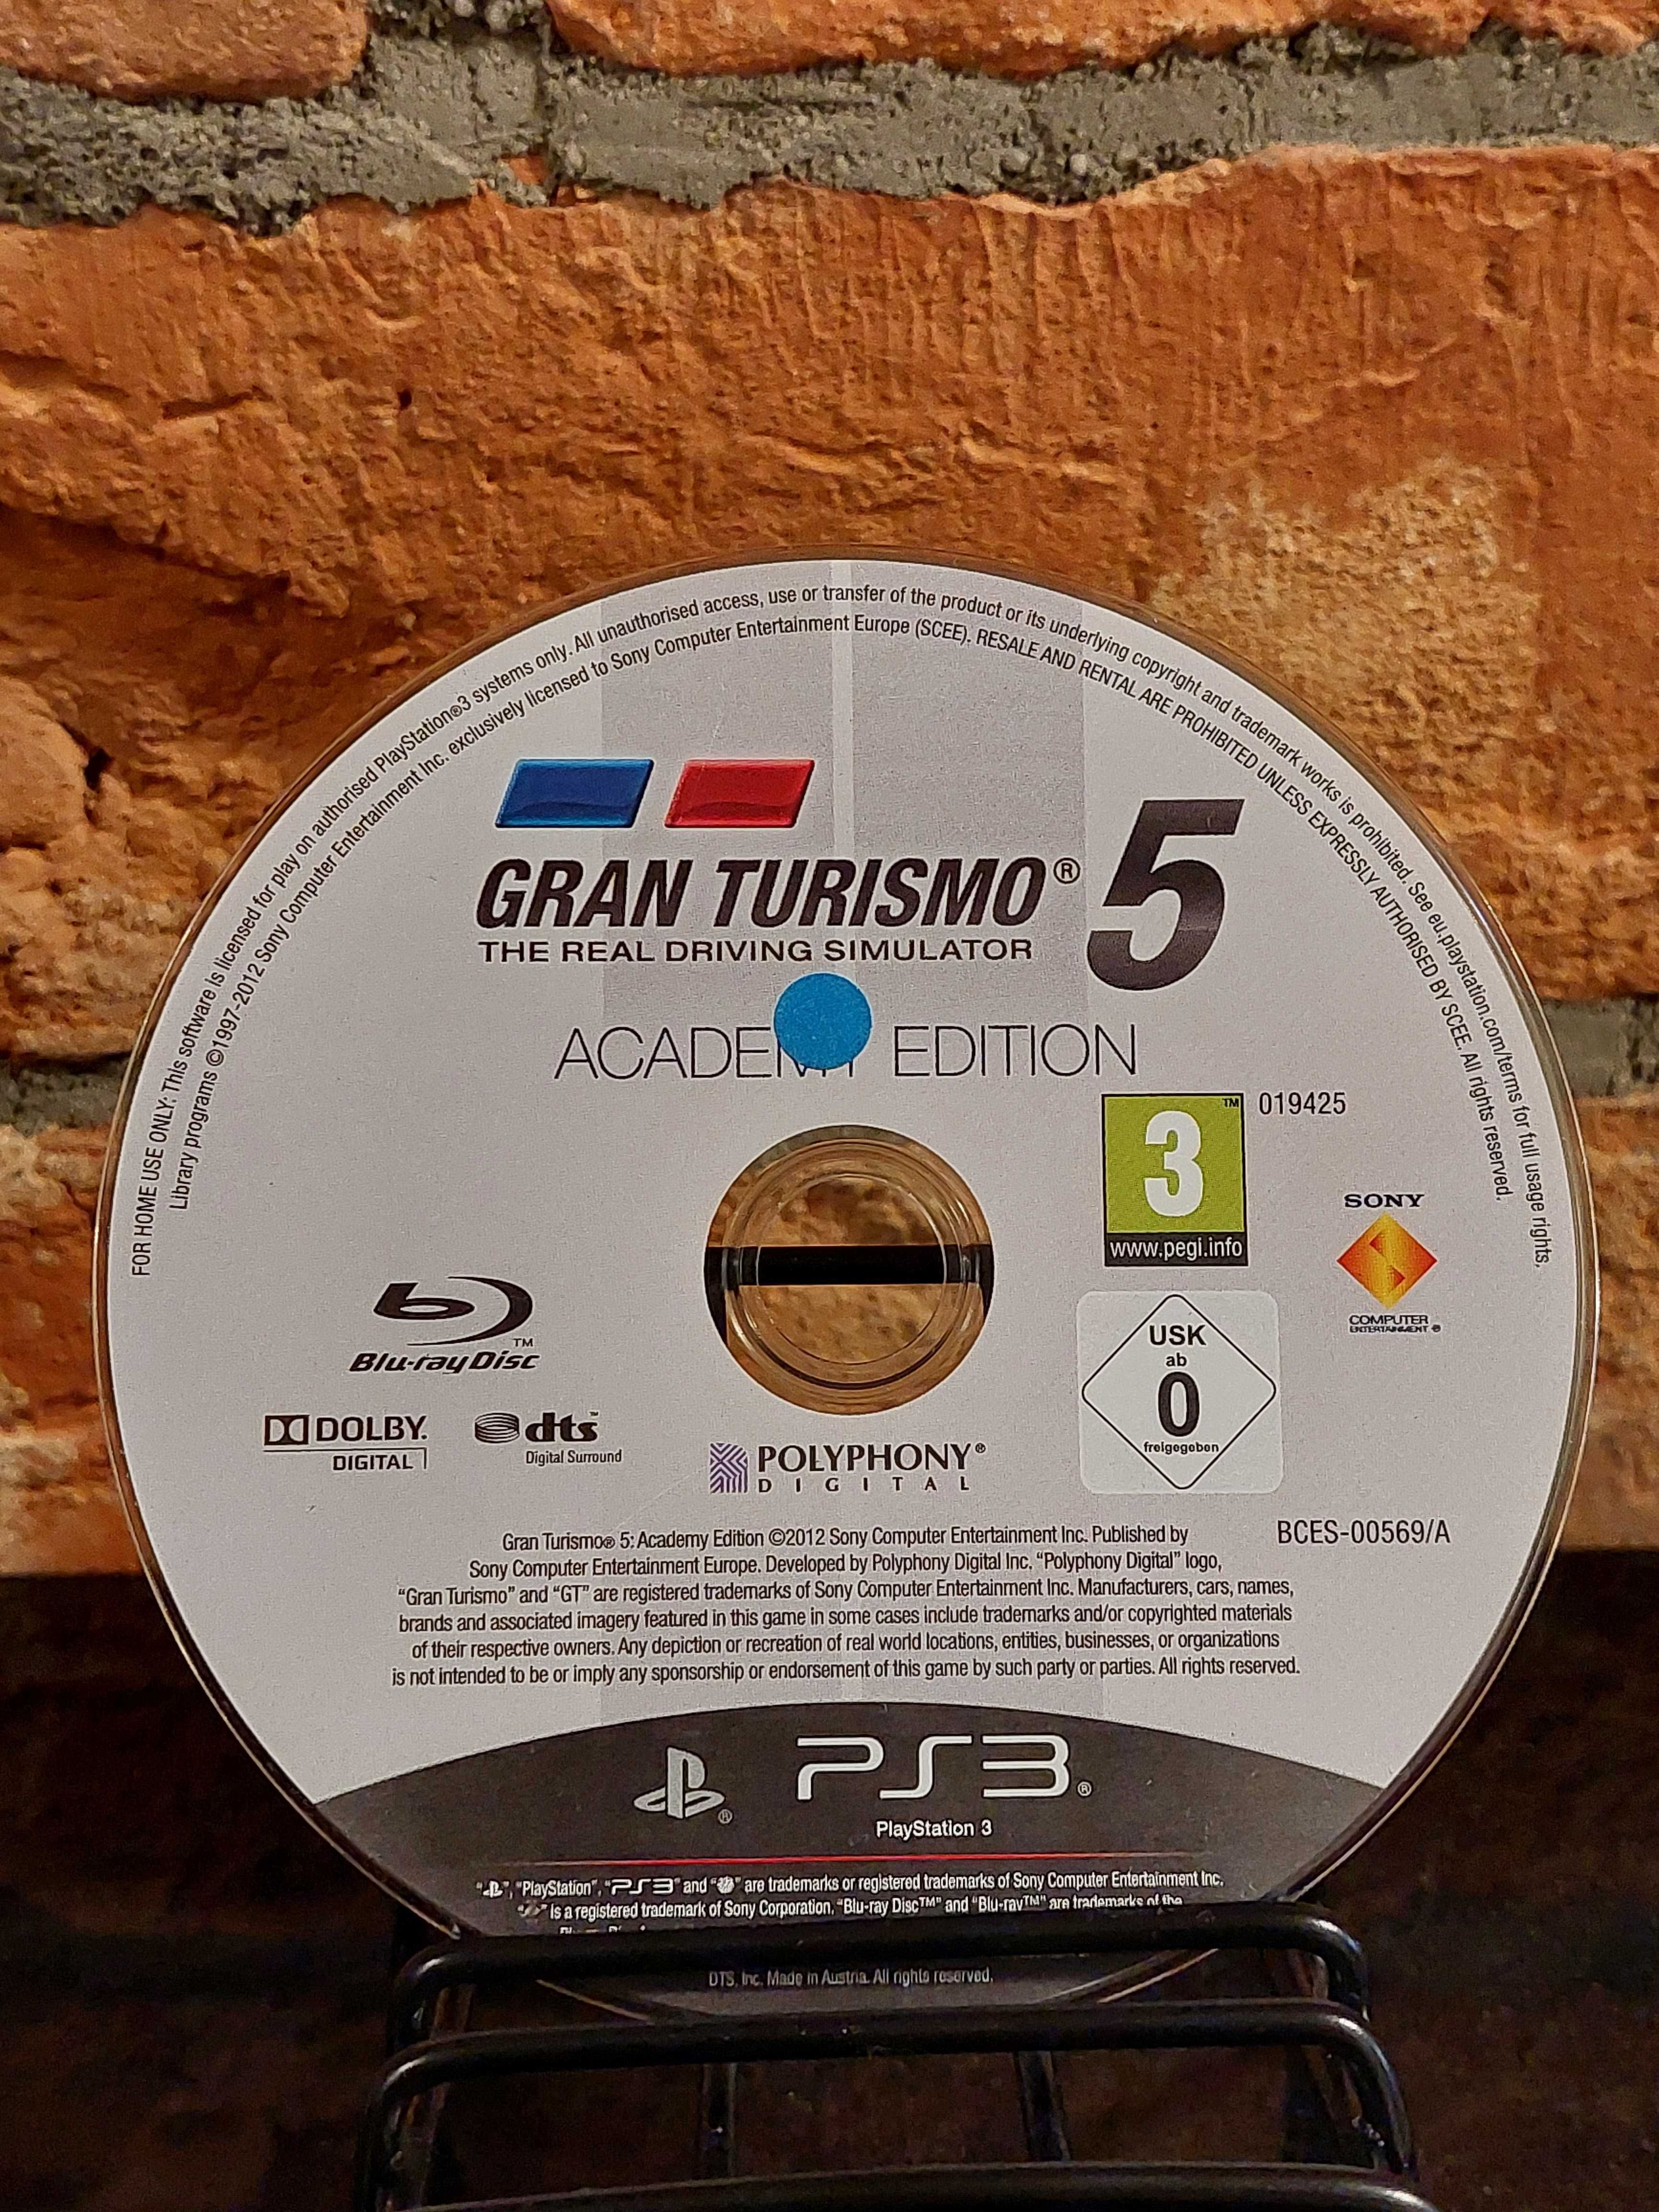 FOR HOME USE ONLY: This software is licensed for play on authorised PlayStation®3 systems only. All unauthorised access, use or transfer of the product or its underlying copyright and trademark works is prohibited. See eu.playstation.com/terms for full usage rights.
Library programs ©1997-2012 Sony Computer Entertainment Inc. exclusively licensed to Sony Computer Entertainment Europe (SCEE). RESALE AND RENTAL ARE PROHIBITED UNLESS EXPRESSLY AUTHORISED BY SCEE. All rights reserved.
GRAN TURISMO® 5
THE REAL DRIVING SIMULATOR
EDITION
3 TM
www.pegi.info
019425
SONY
COMPUTER
ENTERTAINMENT ®
Blu-ray Disc TM
USK
ab
0
freigegeben
DOLBY.
DIGITAL
dts™
Digital Surround
POLYPHONY®
DIGITAL
BCES-00569/A
Gran Turismo® 5: Academy Edition ©2012 Sony Computer Entertainment Inc. Published by
Sony Computer Entertainment Europe. Developed by Polyphony Digital Inc. “Polyphony Digital” logo,
“Gran Turismo” and “GT” are registered trademarks of Sony Computer Entertainment Inc. Manufacturers, cars, names,
brands and associated imagery featured in this game in some cases include trademarks and/or copyrighted materials
of their respective owners. Any depiction or recreation of real world locations, entities, businesses, or organizations
is not intended to be or imply any sponsorship or endorsement of this game by such party or parties. All rights reserved.
® PS3®
PlayStation 3
“ ”, “PlayStation”, “PS3” and “ ” are trademarks or registered trademarks of Sony Computer Entertainment Inc.
“ ” is a registered trademark of Sony Corporation. “Blu-ray Disc™” and “Blu-ray™” are trademarks of the
DTS, Inc. Made in Austria. All rights reserved.